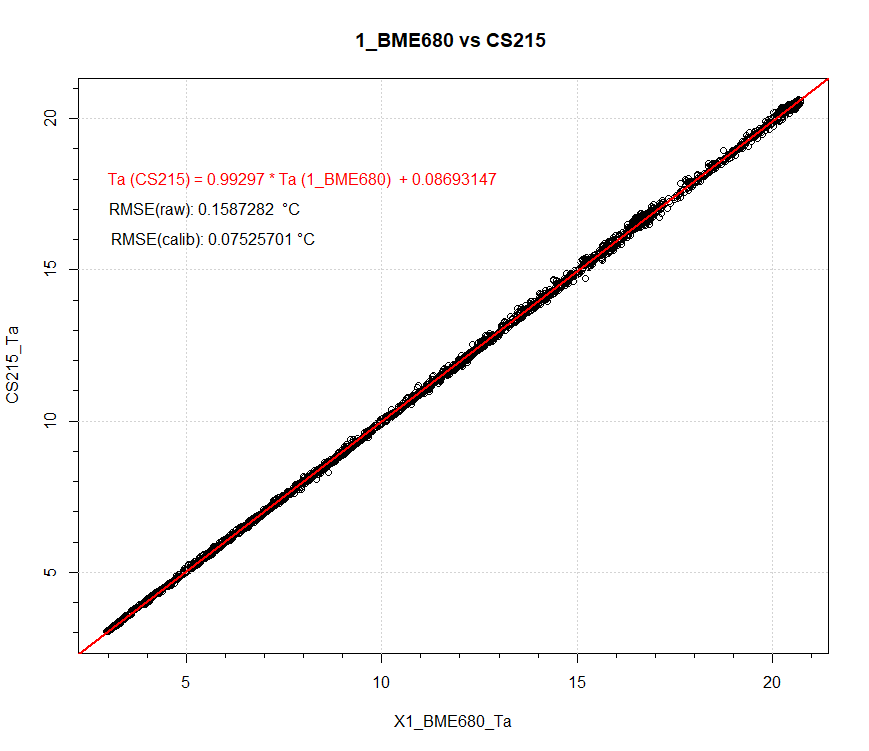 1_BME680 vs CS215
20
Ta (CS215) = 0.99297 * Ta (1_BME680) + 0.08693147
RMSE(raw): 0.1587282 °C
RMSE(calib): 0.07525701 °C
15
CS215_Ta
10
5
5 10 15 20
X1_BME680_Ta